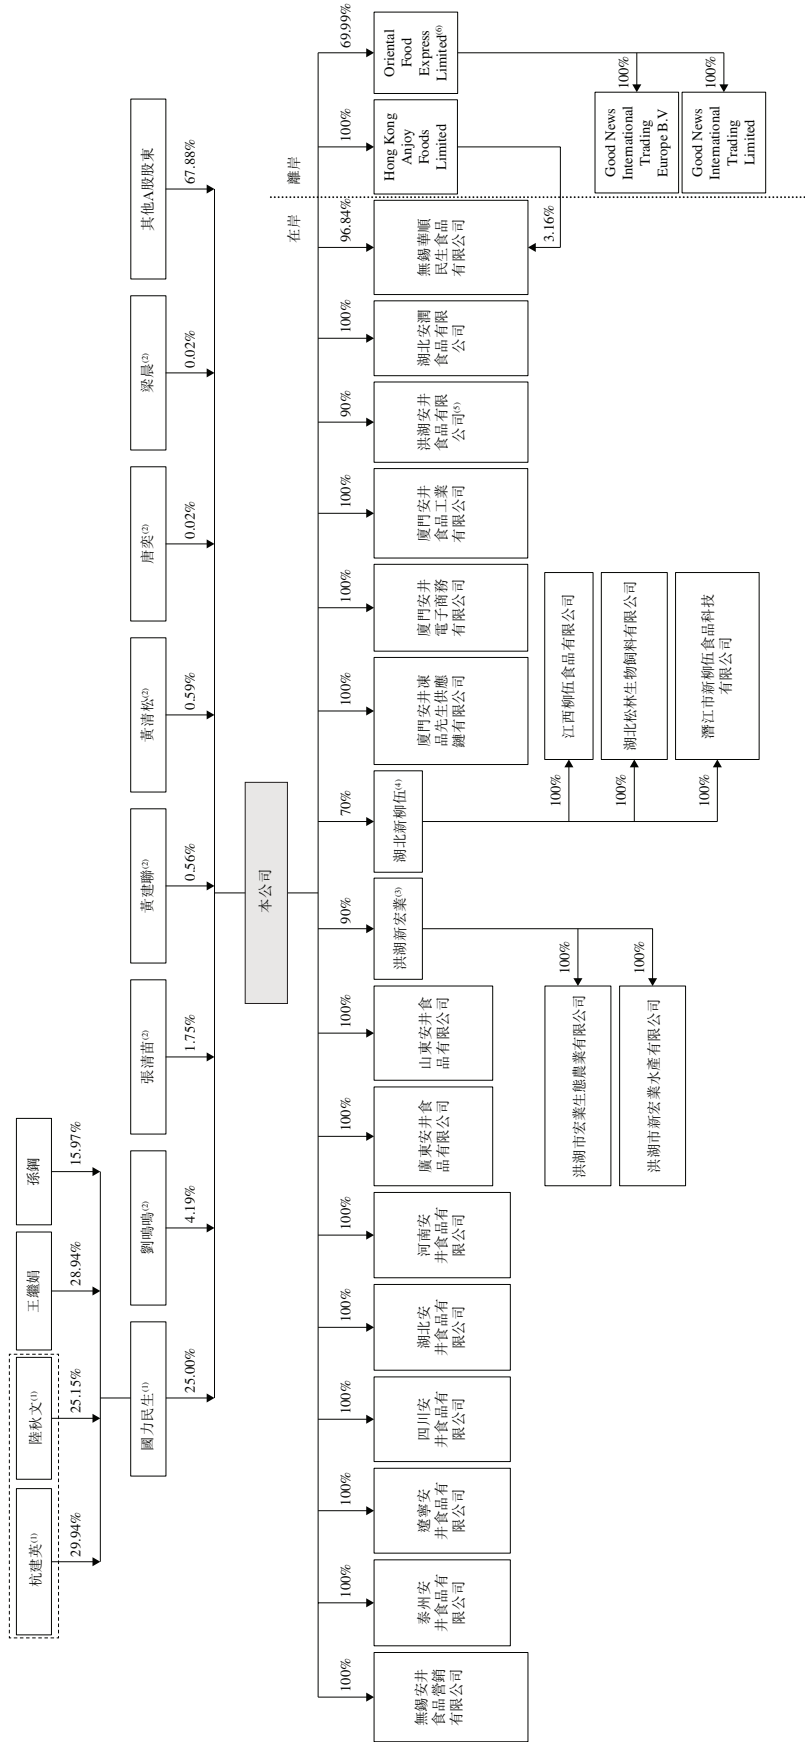 杭建英(1)
陸秋文(1)
王繼娟
孫鋼
29.94%
25.15%
28.94%
15.97%
國力民生(1)
劉鳴鳴(2)
張清苗(2)
黃建聯(2)
黃清松(2)
唐奕(2)
梁晨(2)
其他A股股東
25.00%
4.19%
1.75%
0.56%
0.59%
0.02%
0.02%
67.88%
本公司
在岸
離岸
100%
100%
100%
100%
100%
100%
100%
100%
90%
70%
100%
100%
100%
90%
100%
96.84%
100%
69.99%
無錫安井
食品營銷
有限公司
泰州安
井食品有
限公司
遼寧安
井食品有
限公司
四川安
井食品有
限公司
湖北安
井食品有
限公司
河南安
井食品有
限公司
廣東安井食
品有限公司
山東安井食
品有限公司
洪湖新宏業(3)
湖北新柳伍(4)
廈門安井凍
品先生供應
鏈有限公司
廈門安井
電子商務
有限公司
廈門安井
食品工業
有限公司
洪湖安井
食品有限
公司(5)
湖北安潤
食品有限
公司
無錫華順
民生食品
有限公司
Hong Kong
Anjoy
Foods
Limited
Oriental
Food
Express
Limited(6)
3.16%
100%
100%
洪湖市宏業生態農業有限公司
洪湖市新宏業水產有限公司
100%
100%
100%
江西柳伍食品有限公司
湖北松林生物飼料有限公司
潛江市新柳伍食品科技
有限公司
100%
100%
Good News
International
Trading
Europe B.V
Good News
International
Trading
Limited